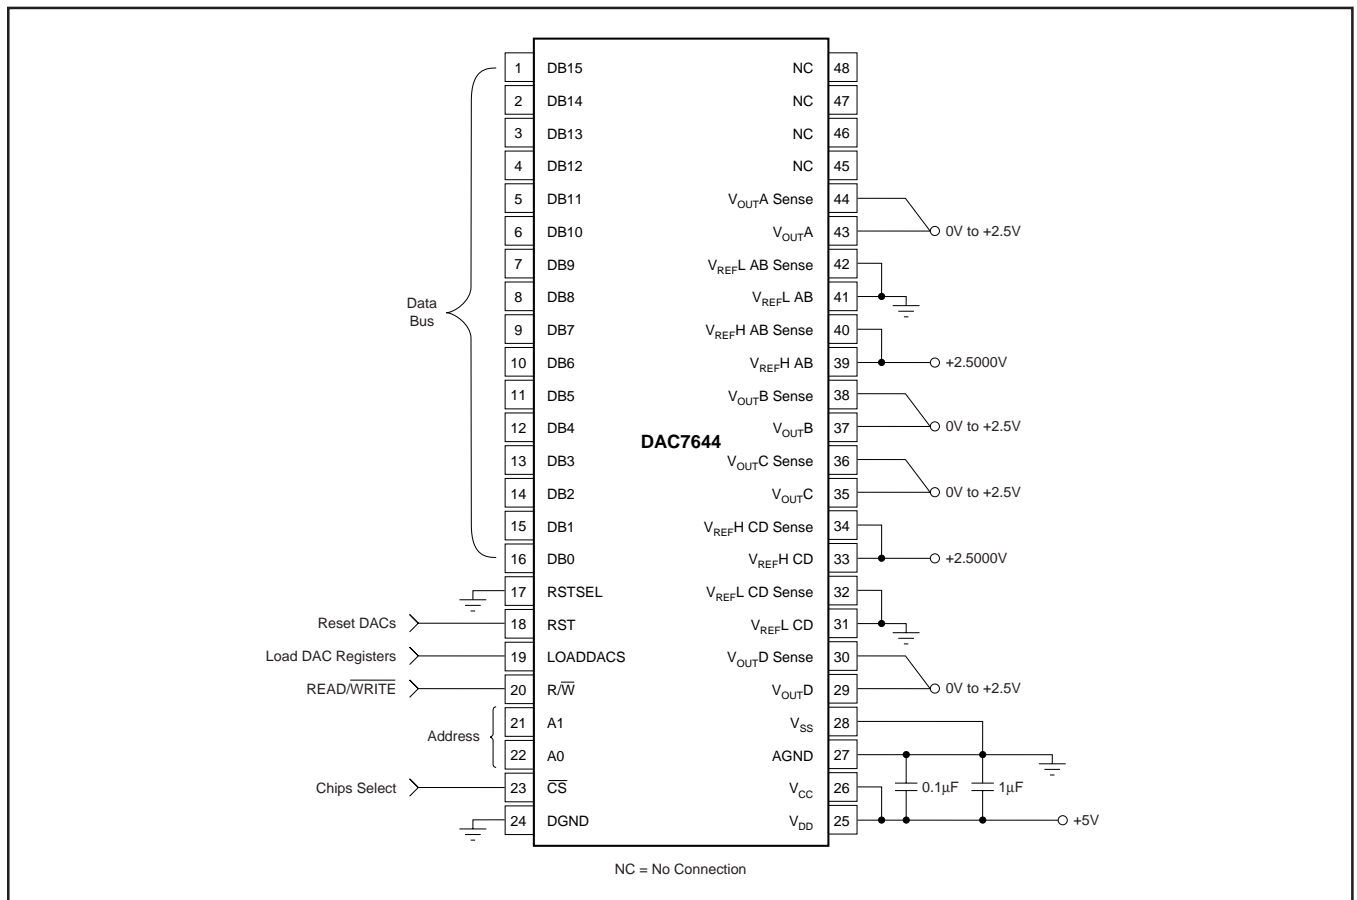 1 DB15 NC 48
2 DB14 NC 47
3 DB13 NC 46
4 DB12 NC 45
5 DB11 VOUTA Sense 44
6 DB10 VOUTA 43 0V to +2.5V
7 DB9 VREFL AB Sense 42
8 DB8 VREFL AB 41
Data
Bus
9 DB7 VREFH AB Sense 40
10 DB6 VREFH AB 39 +2.5000V
11 DB5 VOUTB Sense 38
12 DB4 VOUTB 37 0V to +2.5V
DAC7644
13 DB3 VOUTC Sense 36
14 DB2 VOUTC 35 0V to +2.5V
15 DB1 VREFH CD Sense 34
16 DB0 VREFH CD 33 +2.5000V
17 RSTSEL VREFL CD Sense 32
Reset DACs 18 RST VREFL CD 31
Load DAC Registers 19 LOADDACS VOUTD Sense 30
READ/W̅R̅I̅T̅E̅ 20 R/W̅ VOUTD 29 0V to +2.5V
21 A1 VSS 28
Address
22 A0 AGND 27
Chips Select 23 C̅S̅ VCC 26 0.1µF 1µF
24 DGND VDD 25 +5V
NC = No Connection